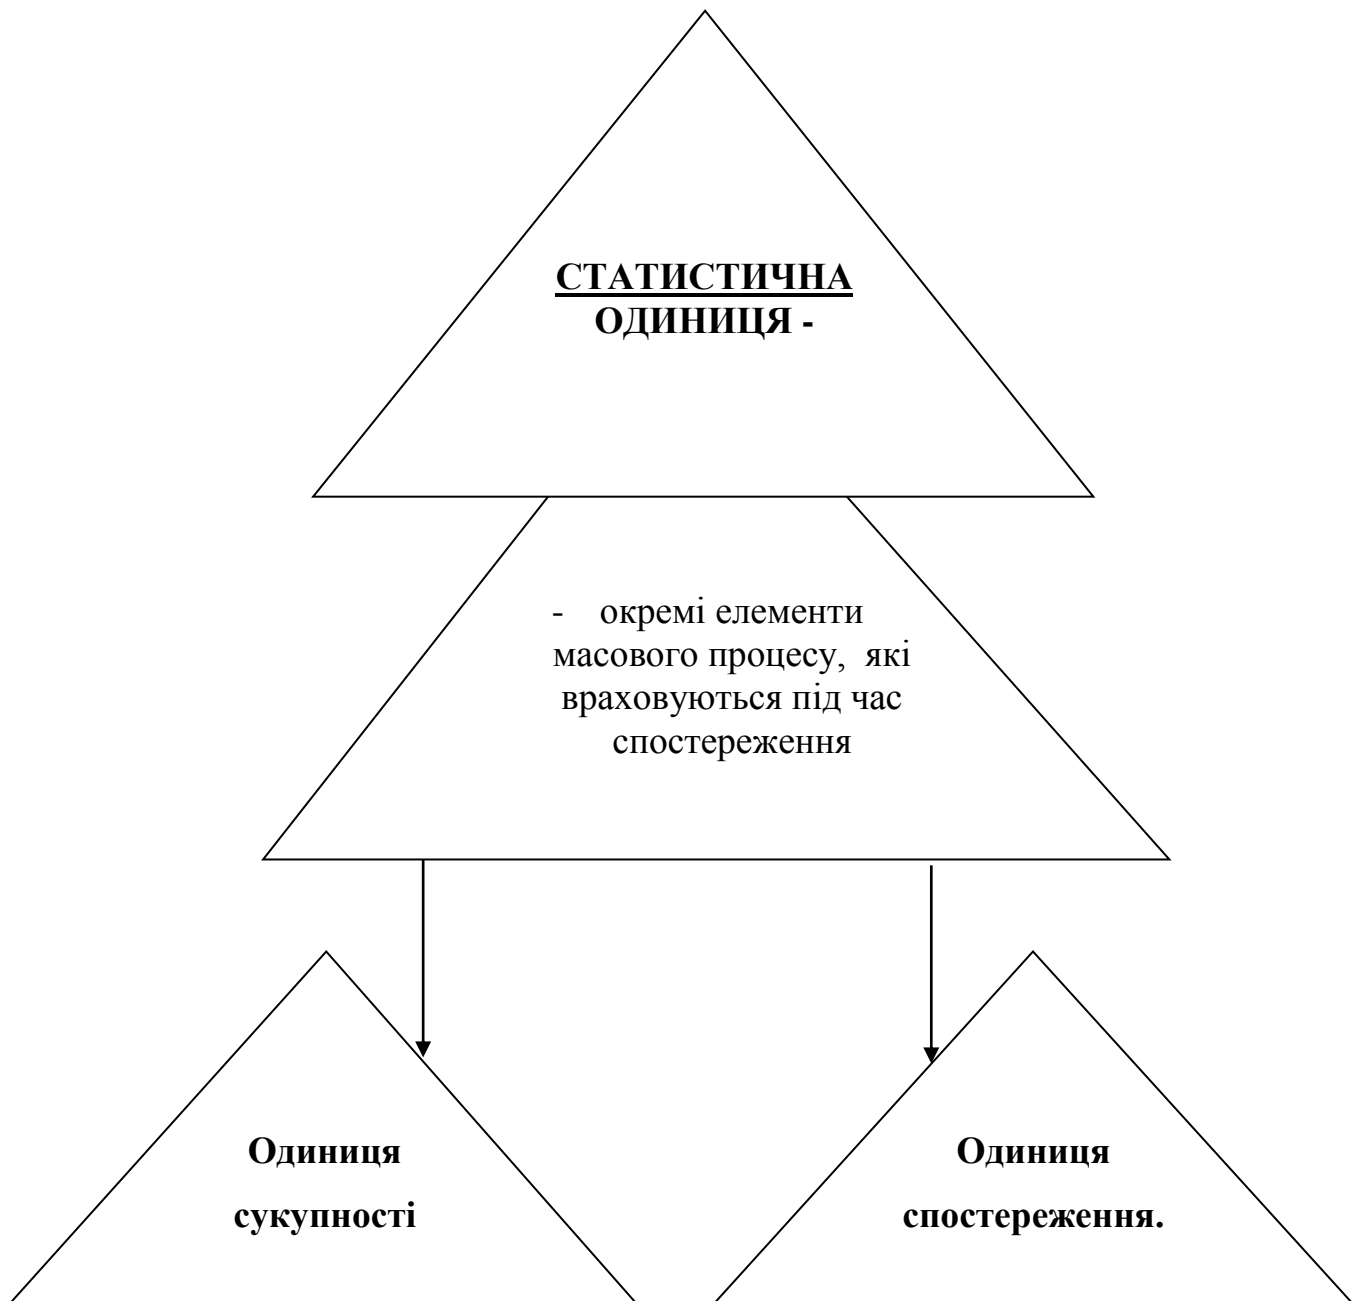 СТАТИСТИЧНА
ОДИНИЦЯ -
- окремі елементи
масового процесу, які
враховуються під час
спостереження
Одиниця
сукупності
Одиниця
спостереження.